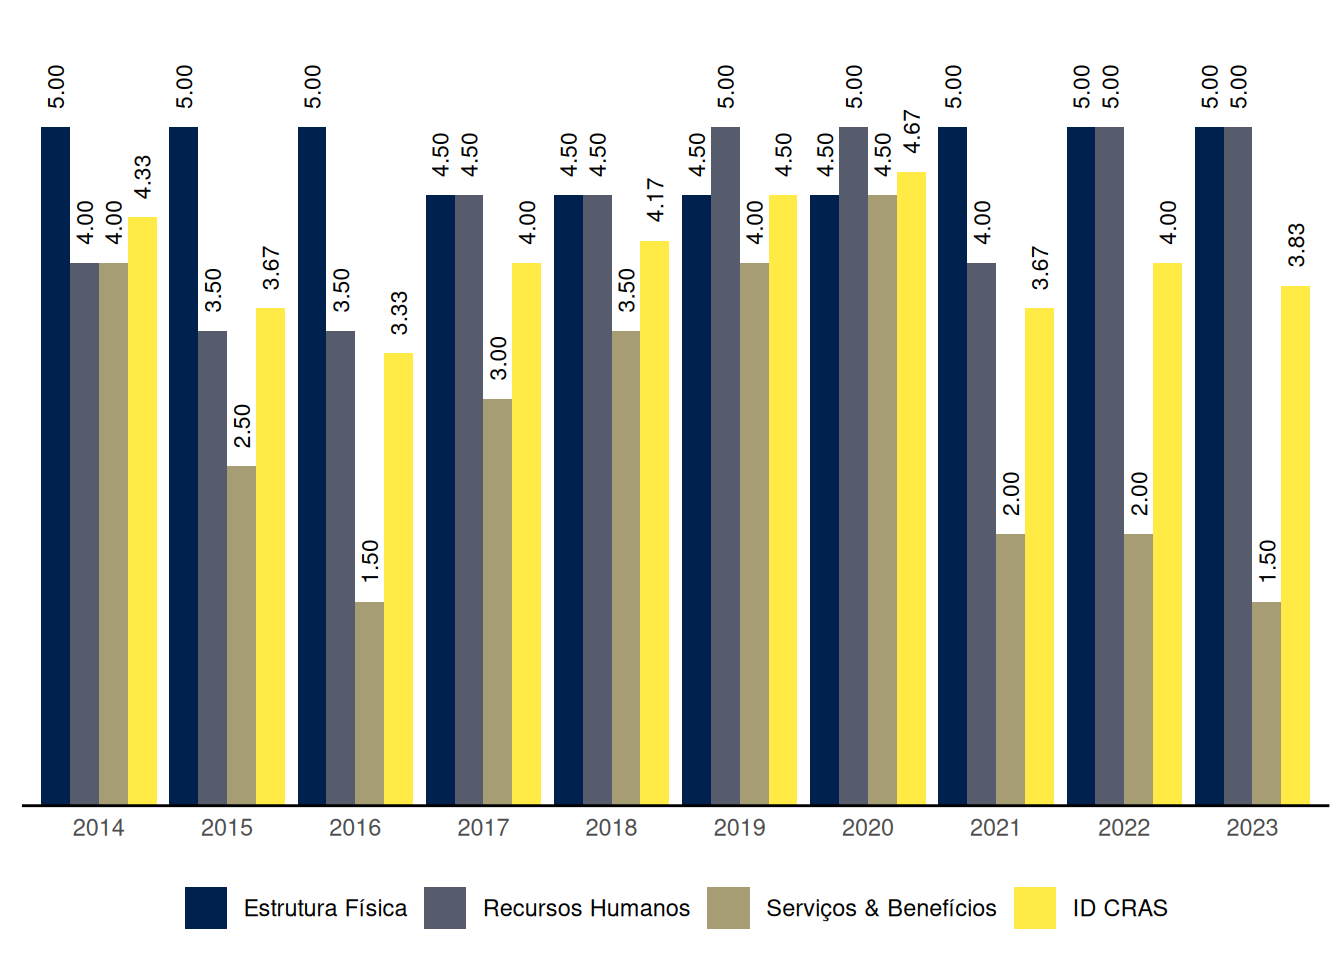 5.00 4.00 4.00 4.33 5.00 3.50 2.50 3.67 5.00 3.50 1.50 3.33 4.50 4.50 3.00 4.00 4.50 4.50 3.50 4.17 4.50 5.00 4.00 4.50 4.50 5.00 4.50 4.67 5.00 4.00 2.00 3.67 5.00 5.00 2.00 4.00 5.00 5.00 1.50 3.83
2014 2015 2016 2017 2018 2019 2020 2021 2022 2023
Estrutura Física Recursos Humanos Serviços & Benefícios ID CRAS